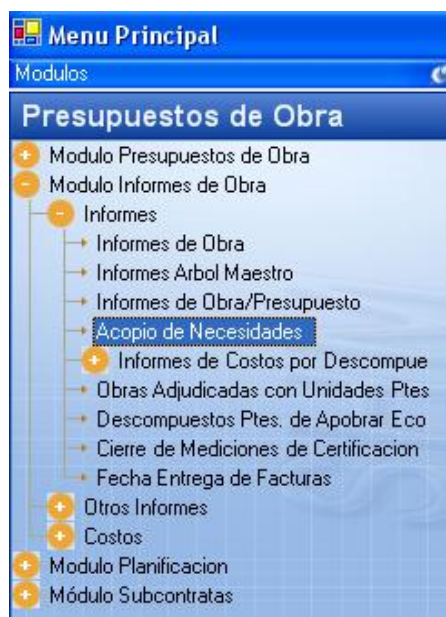 Menu Principal
Modulos
Presupuestos de Obra
Modulo Presupuestos de Obra
Modulo Informes de Obra
Informes
Informes de Obra
Informes Arbol Maestro
Informes de Obra/Presupuesto
Acopio de Necesidades
Informes de Costos por Descompue
Obras Adjudicadas con Unidades Ptes
Descompuestos Ptes. de Apobrar Eco
Cierre de Mediciones de Certificacion
Fecha Entrega de Facturas
Otros Informes
Costos
Modulo Planificacion
Módulo Subcontratas